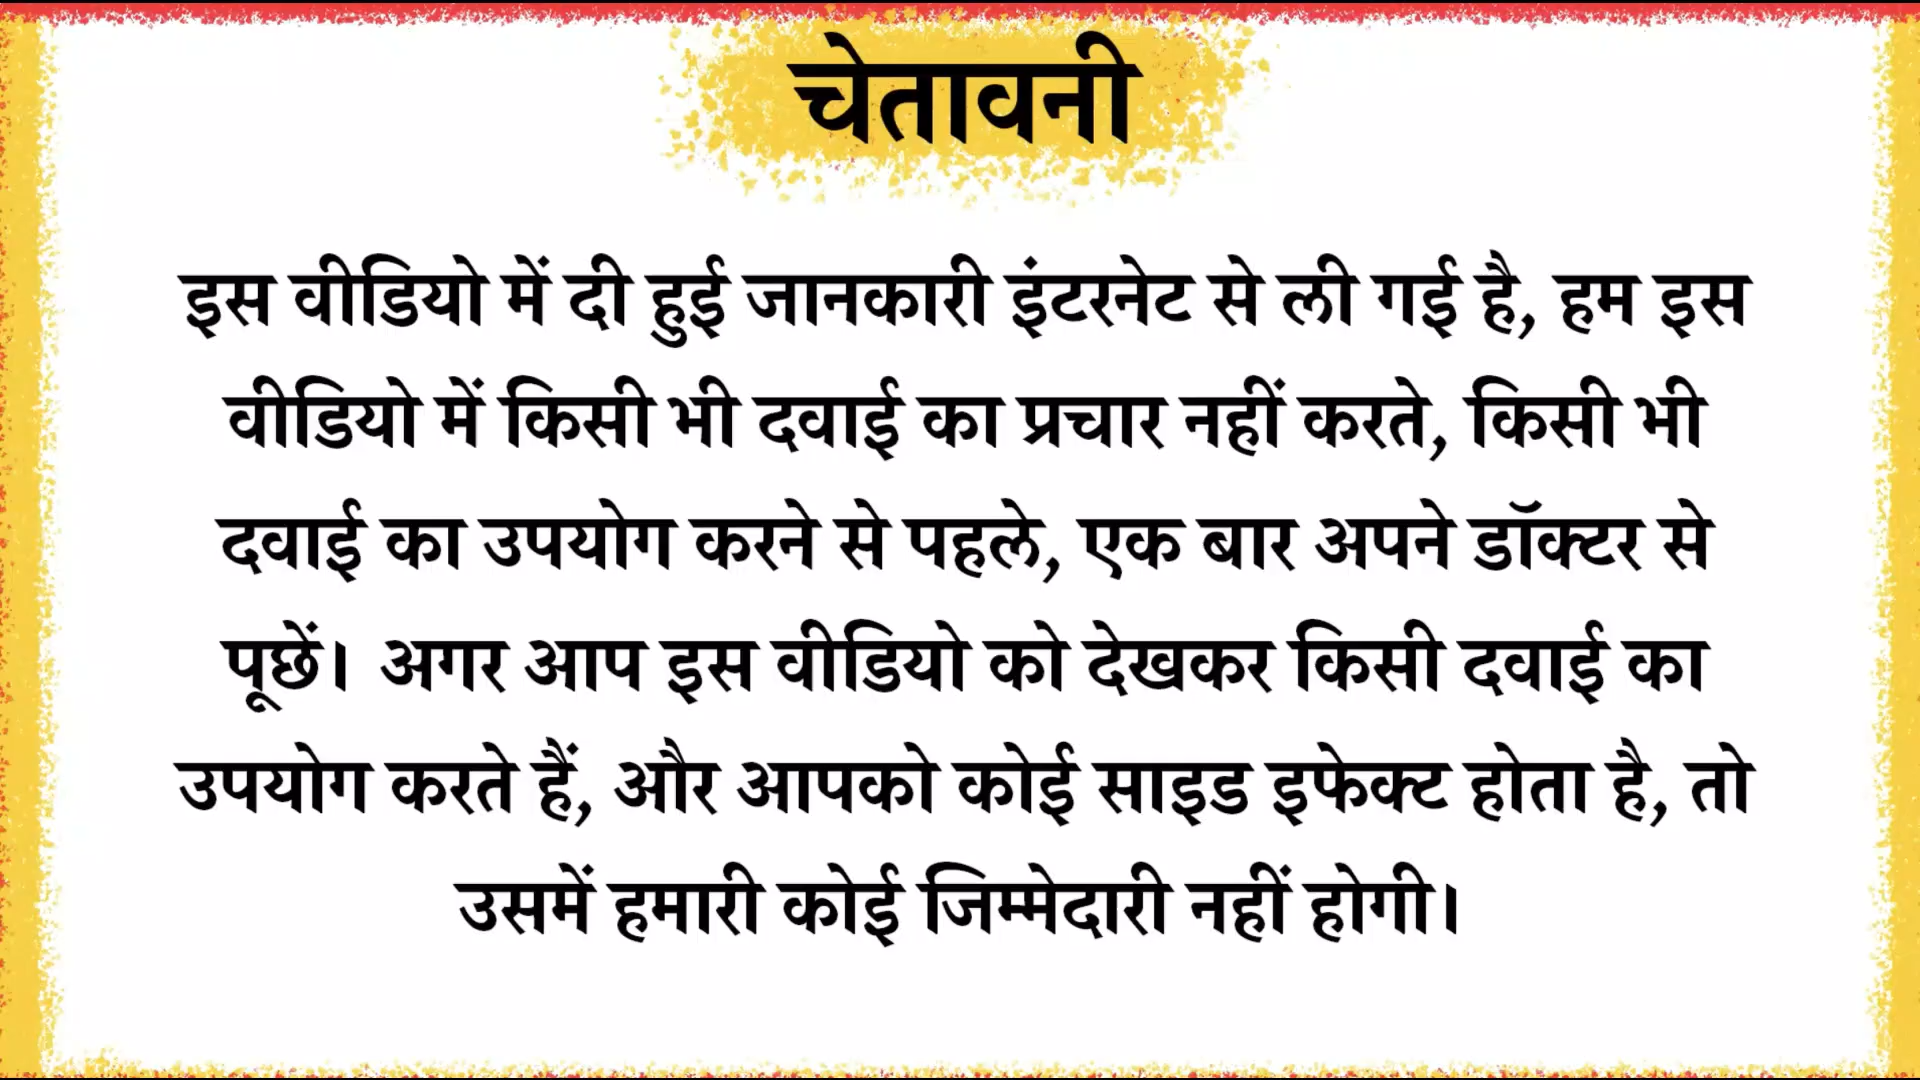 चेतावनी
इस वीडियो में दी हुई जानकारी इंटरनेट से ली गई है, हम इस
वीडियो में किसी भी दवाई का प्रचार नहीं करते, किसी भी
दवाई का उपयोग करने से पहले, एक बार अपने डॉक्टर से
पूछें। अगर आप इस वीडियो को देखकर किसी दवाई का
उपयोग करते हैं, और आपको कोई साइड इफेक्ट होता है, तो
उसमें हमारी कोई जिम्मेदारी नहीं होगी।